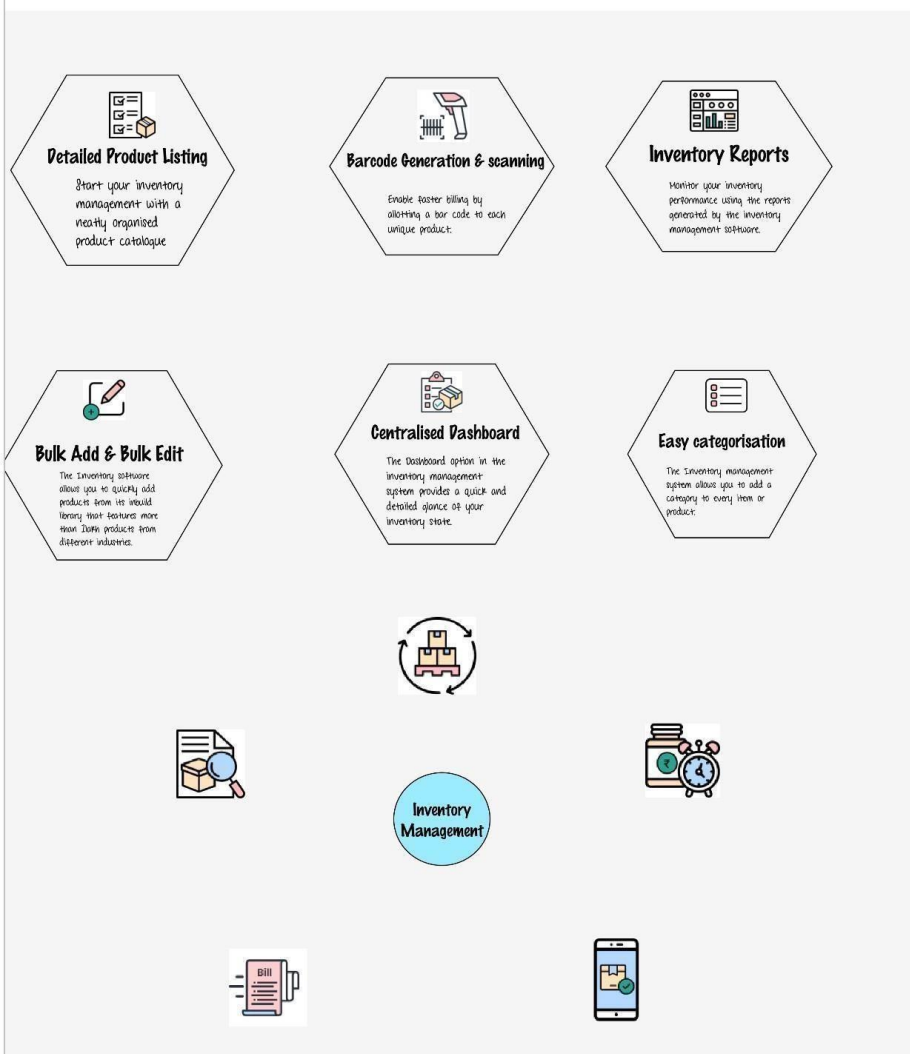 Detailed Product Listing
Start your inventory
management with a
neatly organised
product catalogue
Barcode Generation & scanning
Enable faster billing by
allotting a bar code to each
unique product.
Inventory Reports
Monitor your inventory
performance using the reports
generated by the inventory
management software.
Bulk Add & Bulk Edit
The Inventory software
allows you to quickly add
products from its inbuild
library that features more
than products from
different industries.
Centralised Dashboard
The Dashboard option in the
inventory management
system provides a quick and
detailed glance of your
inventory state.
Easy categorisation
The Inventory management
system allows you to add a
category to every item or
product.
₹
Inventory
Management
Bill